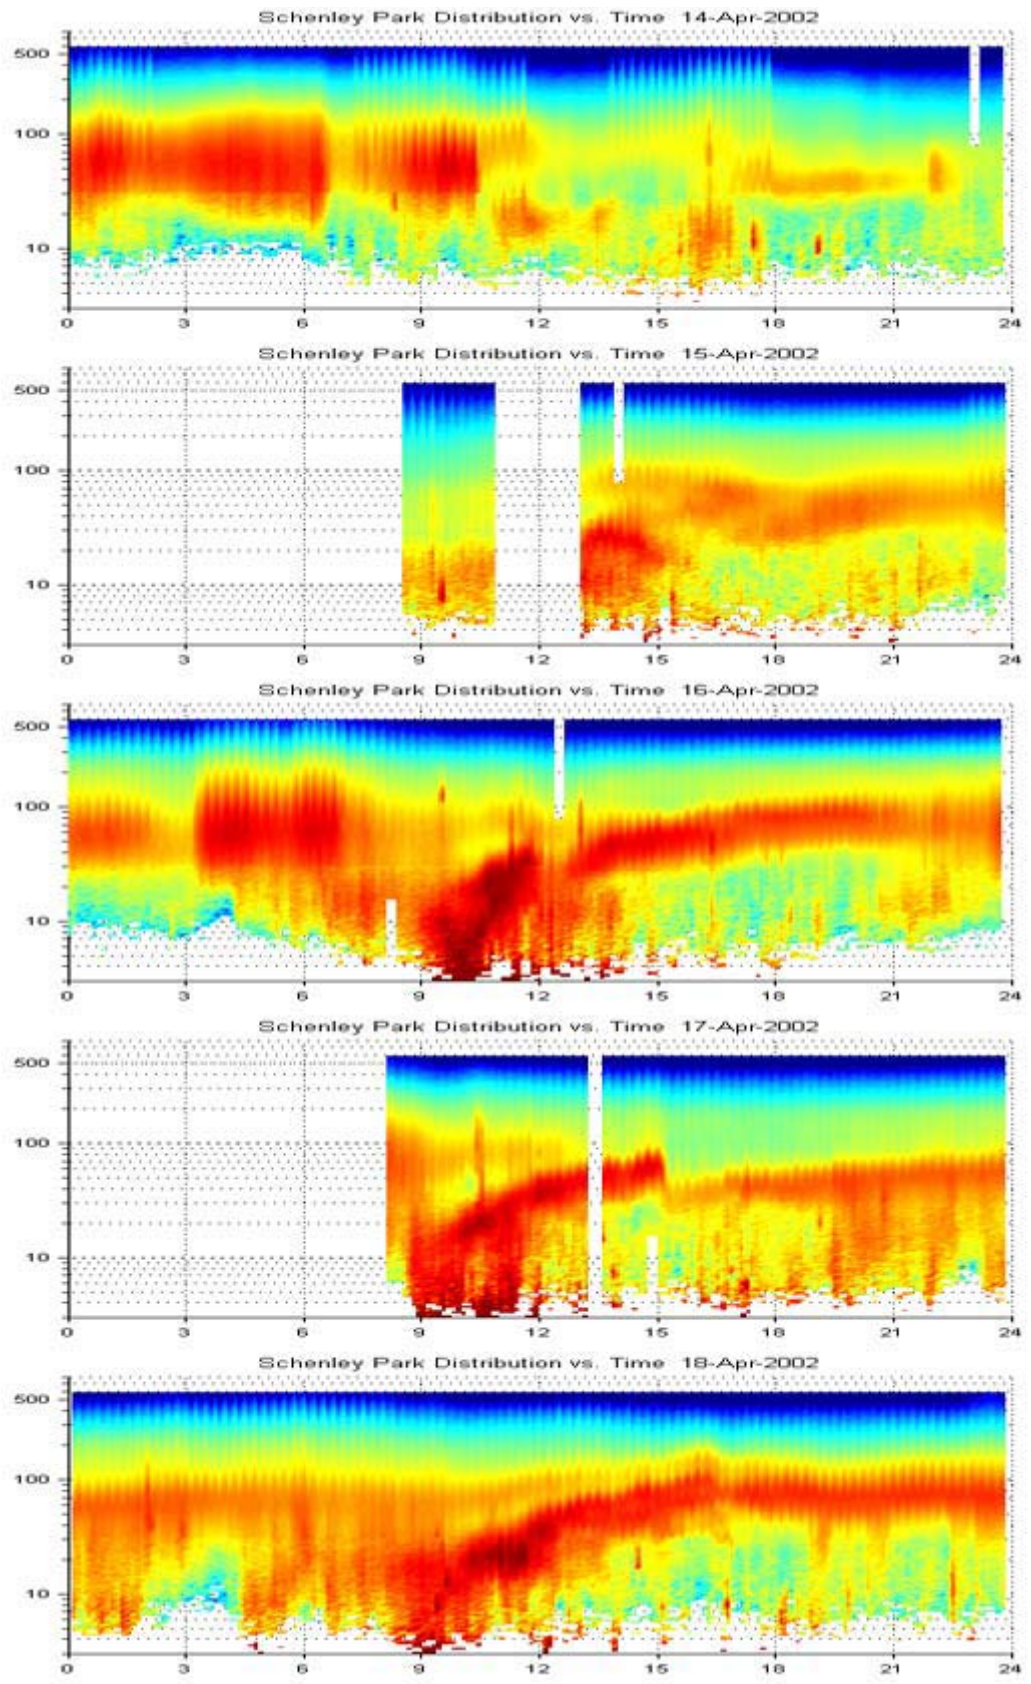 Schenley Park Distribution vs. Time 14-Apr-2002
500
100
10
0 3 6 9 12 15 18 21 24
Schenley Park Distribution vs. Time 15-Apr-2002
500
100
10
0 3 6 9 12 15 18 21 24
Schenley Park Distribution vs. Time 16-Apr-2002
500
100
10
0 3 6 9 12 15 18 21 24
Schenley Park Distribution vs. Time 17-Apr-2002
500
100
10
0 3 6 9 12 15 18 21 24
Schenley Park Distribution vs. Time 18-Apr-2002
500
100
10
0 3 6 9 12 15 18 21 24